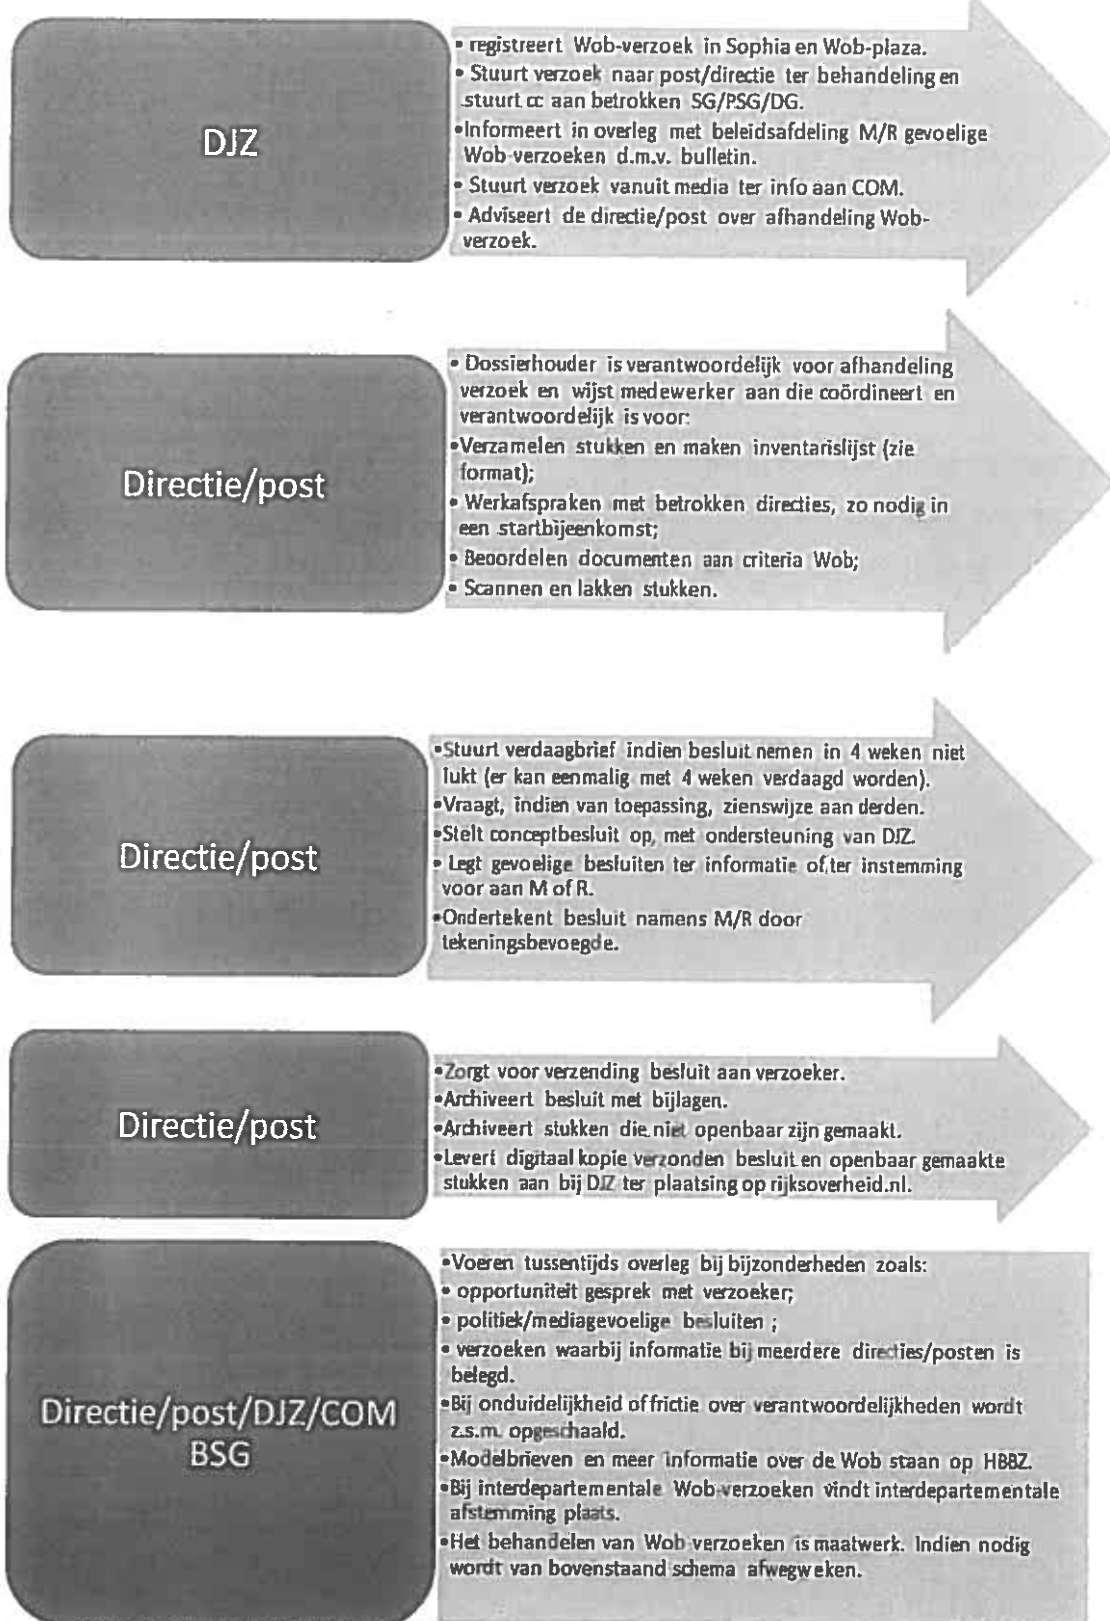 DJZ
• registreert Wob-verzoek in Sophia en Wob-plaza.
• Stuurt verzoek naar post/directie ter behandeling en
stuurt cc aan betrokken SG/PSG/DG.
•Informeert in overleg met beleidsafdeling M/R gevoelige
Wob-verzoeken d.m.v. bulletin.
• Stuurt verzoek vanuit media ter info aan COM.
• Adviseert de directie/post over afhandeling Wob-
verzoek.
Directie/post
• Dossierhouder is verantwoordelijk voor afhandeling
verzoek en wijst medewerker aan die coördineert en
verantwoordelijk is voor:
•Verzamelen stukken en maken inventarislijst (zie
format);
• Werkafspraken met betrokken directies, zo nodig in
een startbijeenkomst;
• Beoordelen documenten aan criteria Wob;
• Scannen en lakken stukken.
Directie/post
•Stuurt verdaagbrief indien besluit nemen in 4 weken niet
lukt (er kan eenmalig met 4 weken verdaagd worden).
•Vraagt, indien van toepassing, zienswijze aan derden.
•Stelt conceptbesluit op, met ondersteuning van DJZ.
• Legt gevoelige besluiten ter informatie of ter instemming
voor aan M of R.
•Ondertekent besluit namens M/R door
tekeningsbevoegde.
Directie/post
•Zorgt voor verzending besluit aan verzoeker.
•Archiveert besluit met bijlagen.
•Archiveert stukken die niet openbaar zijn gemaakt.
•Levert digitaal kopie verzonden besluit en openbaar gemaakte
stukken aan bij DJZ ter plaatsing op rijksoverheid.nl.
Directie/post/DJZ/COM
BSG
•Voeren tussentijds overleg bij bijzonderheden zoals:
• opportuniteit gesprek met verzoeker;
• politiek/mediagevoelige besluiten ;
• verzoeken waarbij informatie bij meerdere directies/posten is
belegd.
•Bij onduidelijkheid of frictie over verantwoordelijkheden wordt
z.s.m. opgeschaald.
•Modelbrieven en meer informatie over de Wob staan op HBBZ.
•Bij interdepartementale Wob-verzoeken vindt interdepartementale
afstemming plaats.
•Het behandelen van Wob verzoeken is maatwerk. Indien nodig
wordt van bovenstaand schema afwegweken.